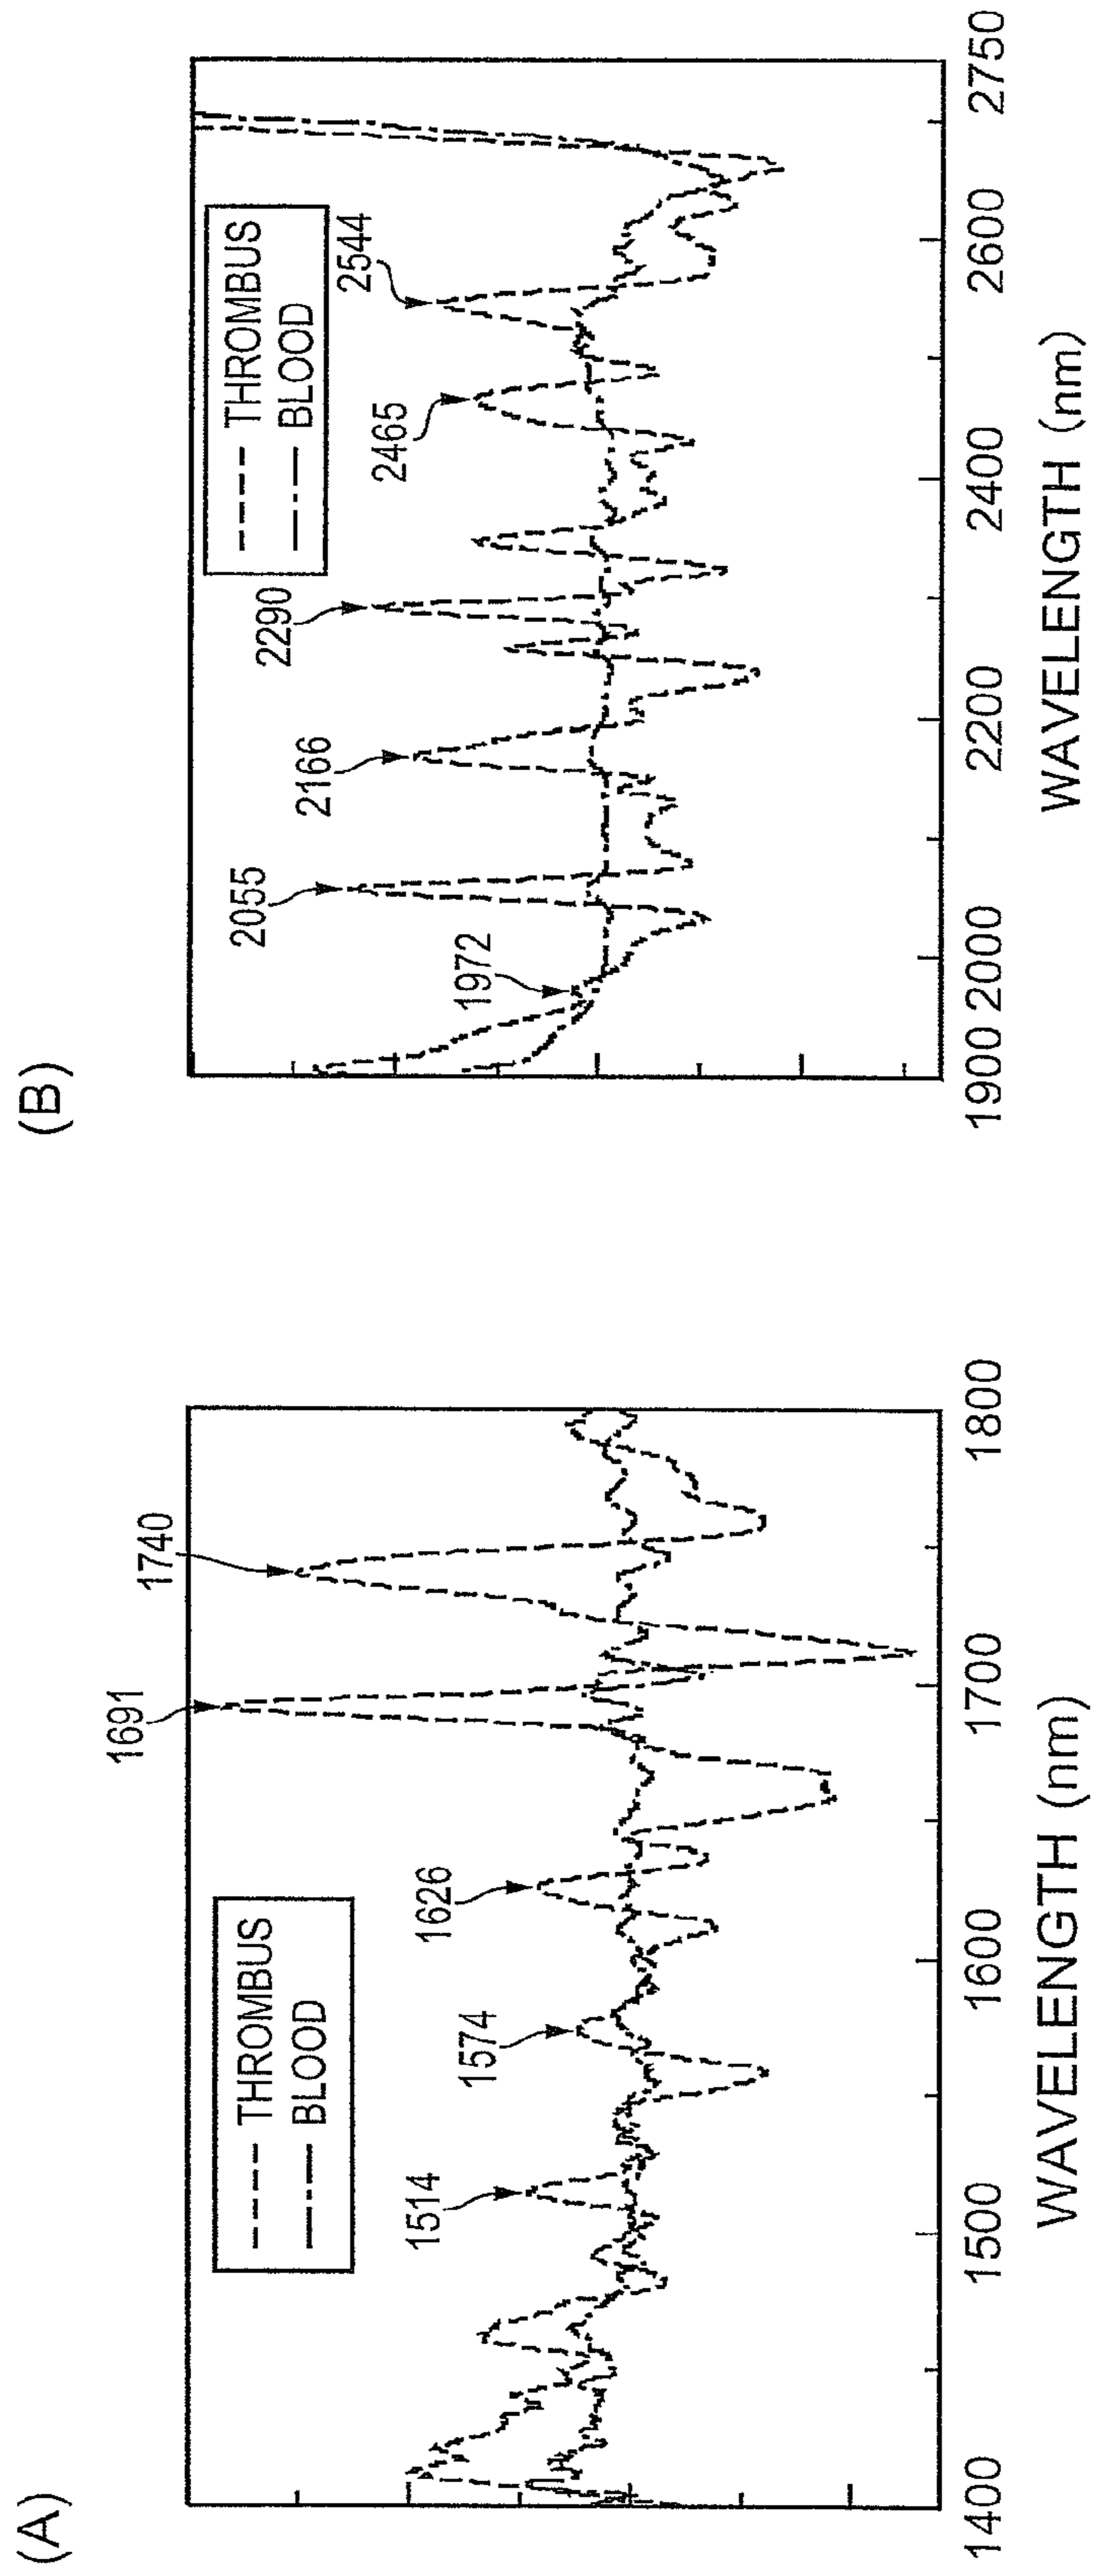 (A)
THROMBUS
BLOOD
1514
1574
1626
1691
1740
1400
1500
1600
1700
1800
WAVELENGTH (nm)
(B)
THROMBUS
BLOOD
1972
2055
2166
2290
2465
2544
1900
2000
2200
2400
2600
2750
WAVELENGTH (nm)